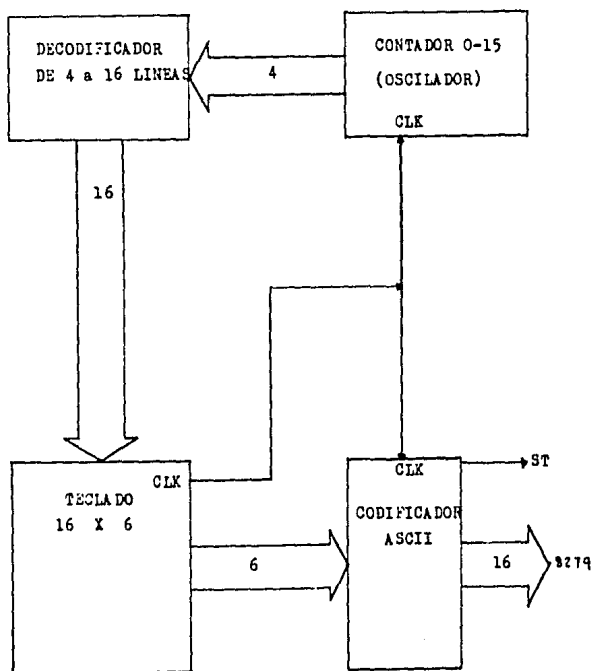 DECODIFICADOR
DE 4 a 16 LINEAS
4
CONTADOR 0-15
(OSCILADOR)
CLK
16
CLK
TECLADO
16 X 6
6
CLK
CODIFICADOR
ASCII
ST
16
8279